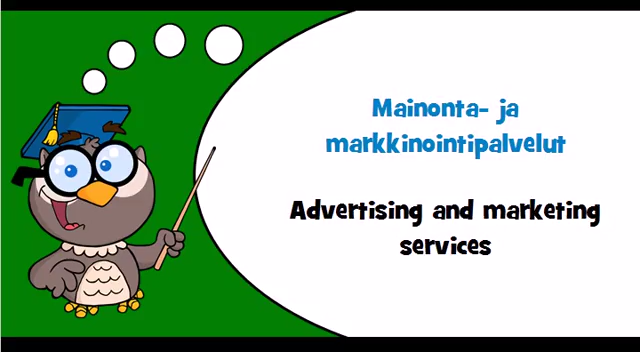 Mainonta- ja
markkinointipalvelut
Advertising and marketing
services